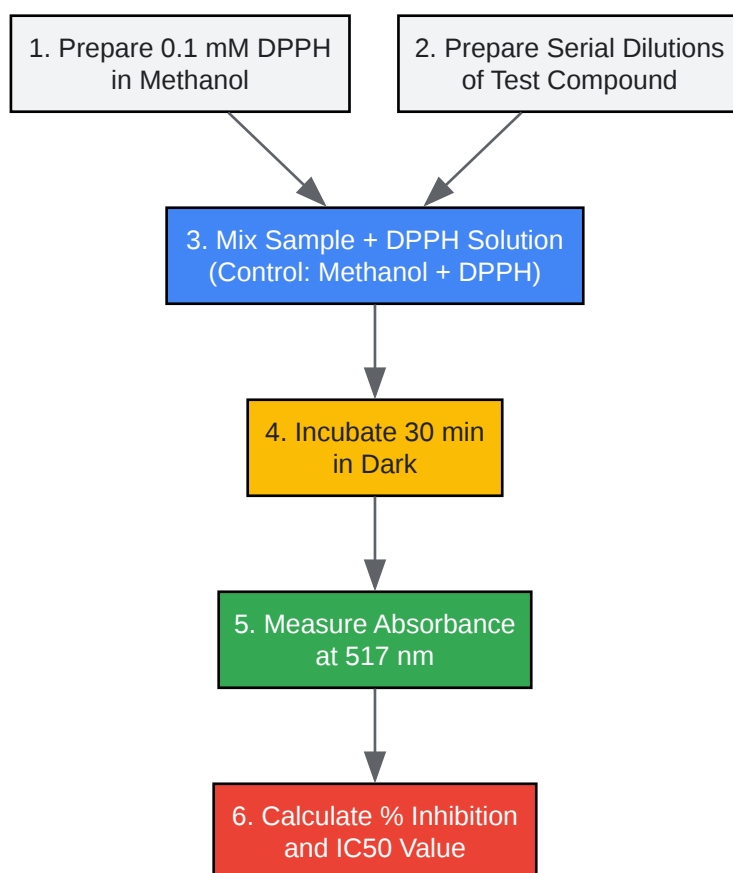 1. Prepare 0.1 mM DPPH
in Methanol
2. Prepare Serial Dilutions
of Test Compound
3. Mix Sample + DPPH Solution
(Control: Methanol + DPPH)
4. Incubate 30 min
in Dark
5. Measure Absorbance
at 517 nm
6. Calculate % Inhibition
and IC50 Value